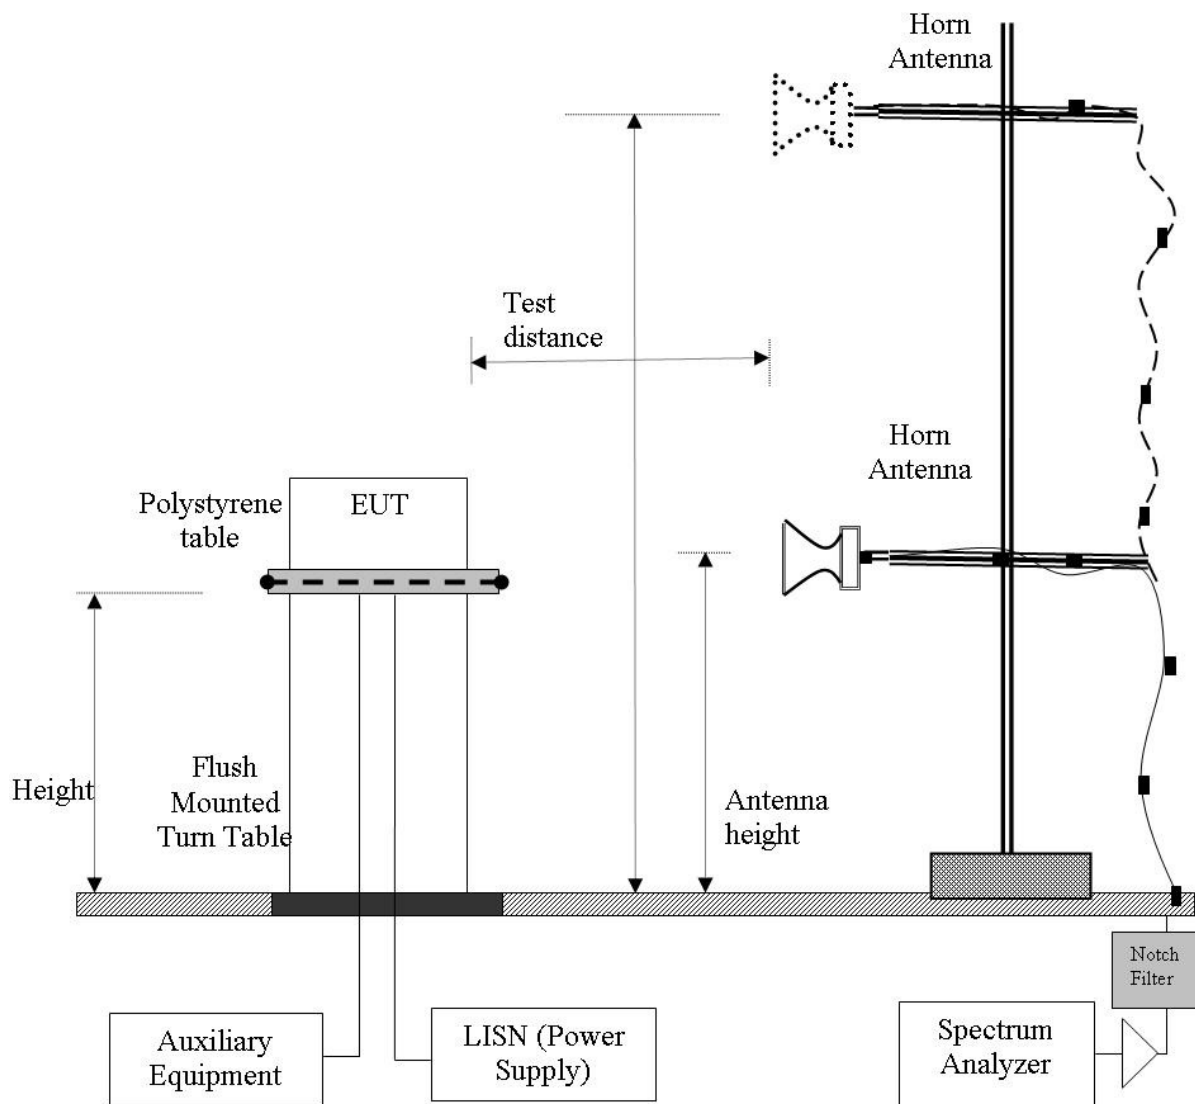 Horn
Antenna
Test
distance
Horn
Antenna
Polystyrene
table
EUT
Height
Flush
Mounted
Turn Table
Antenna
height
Notch
Filter
Auxiliary
Equipment
LISN (Power
Supply)
Spectrum
Analyzer